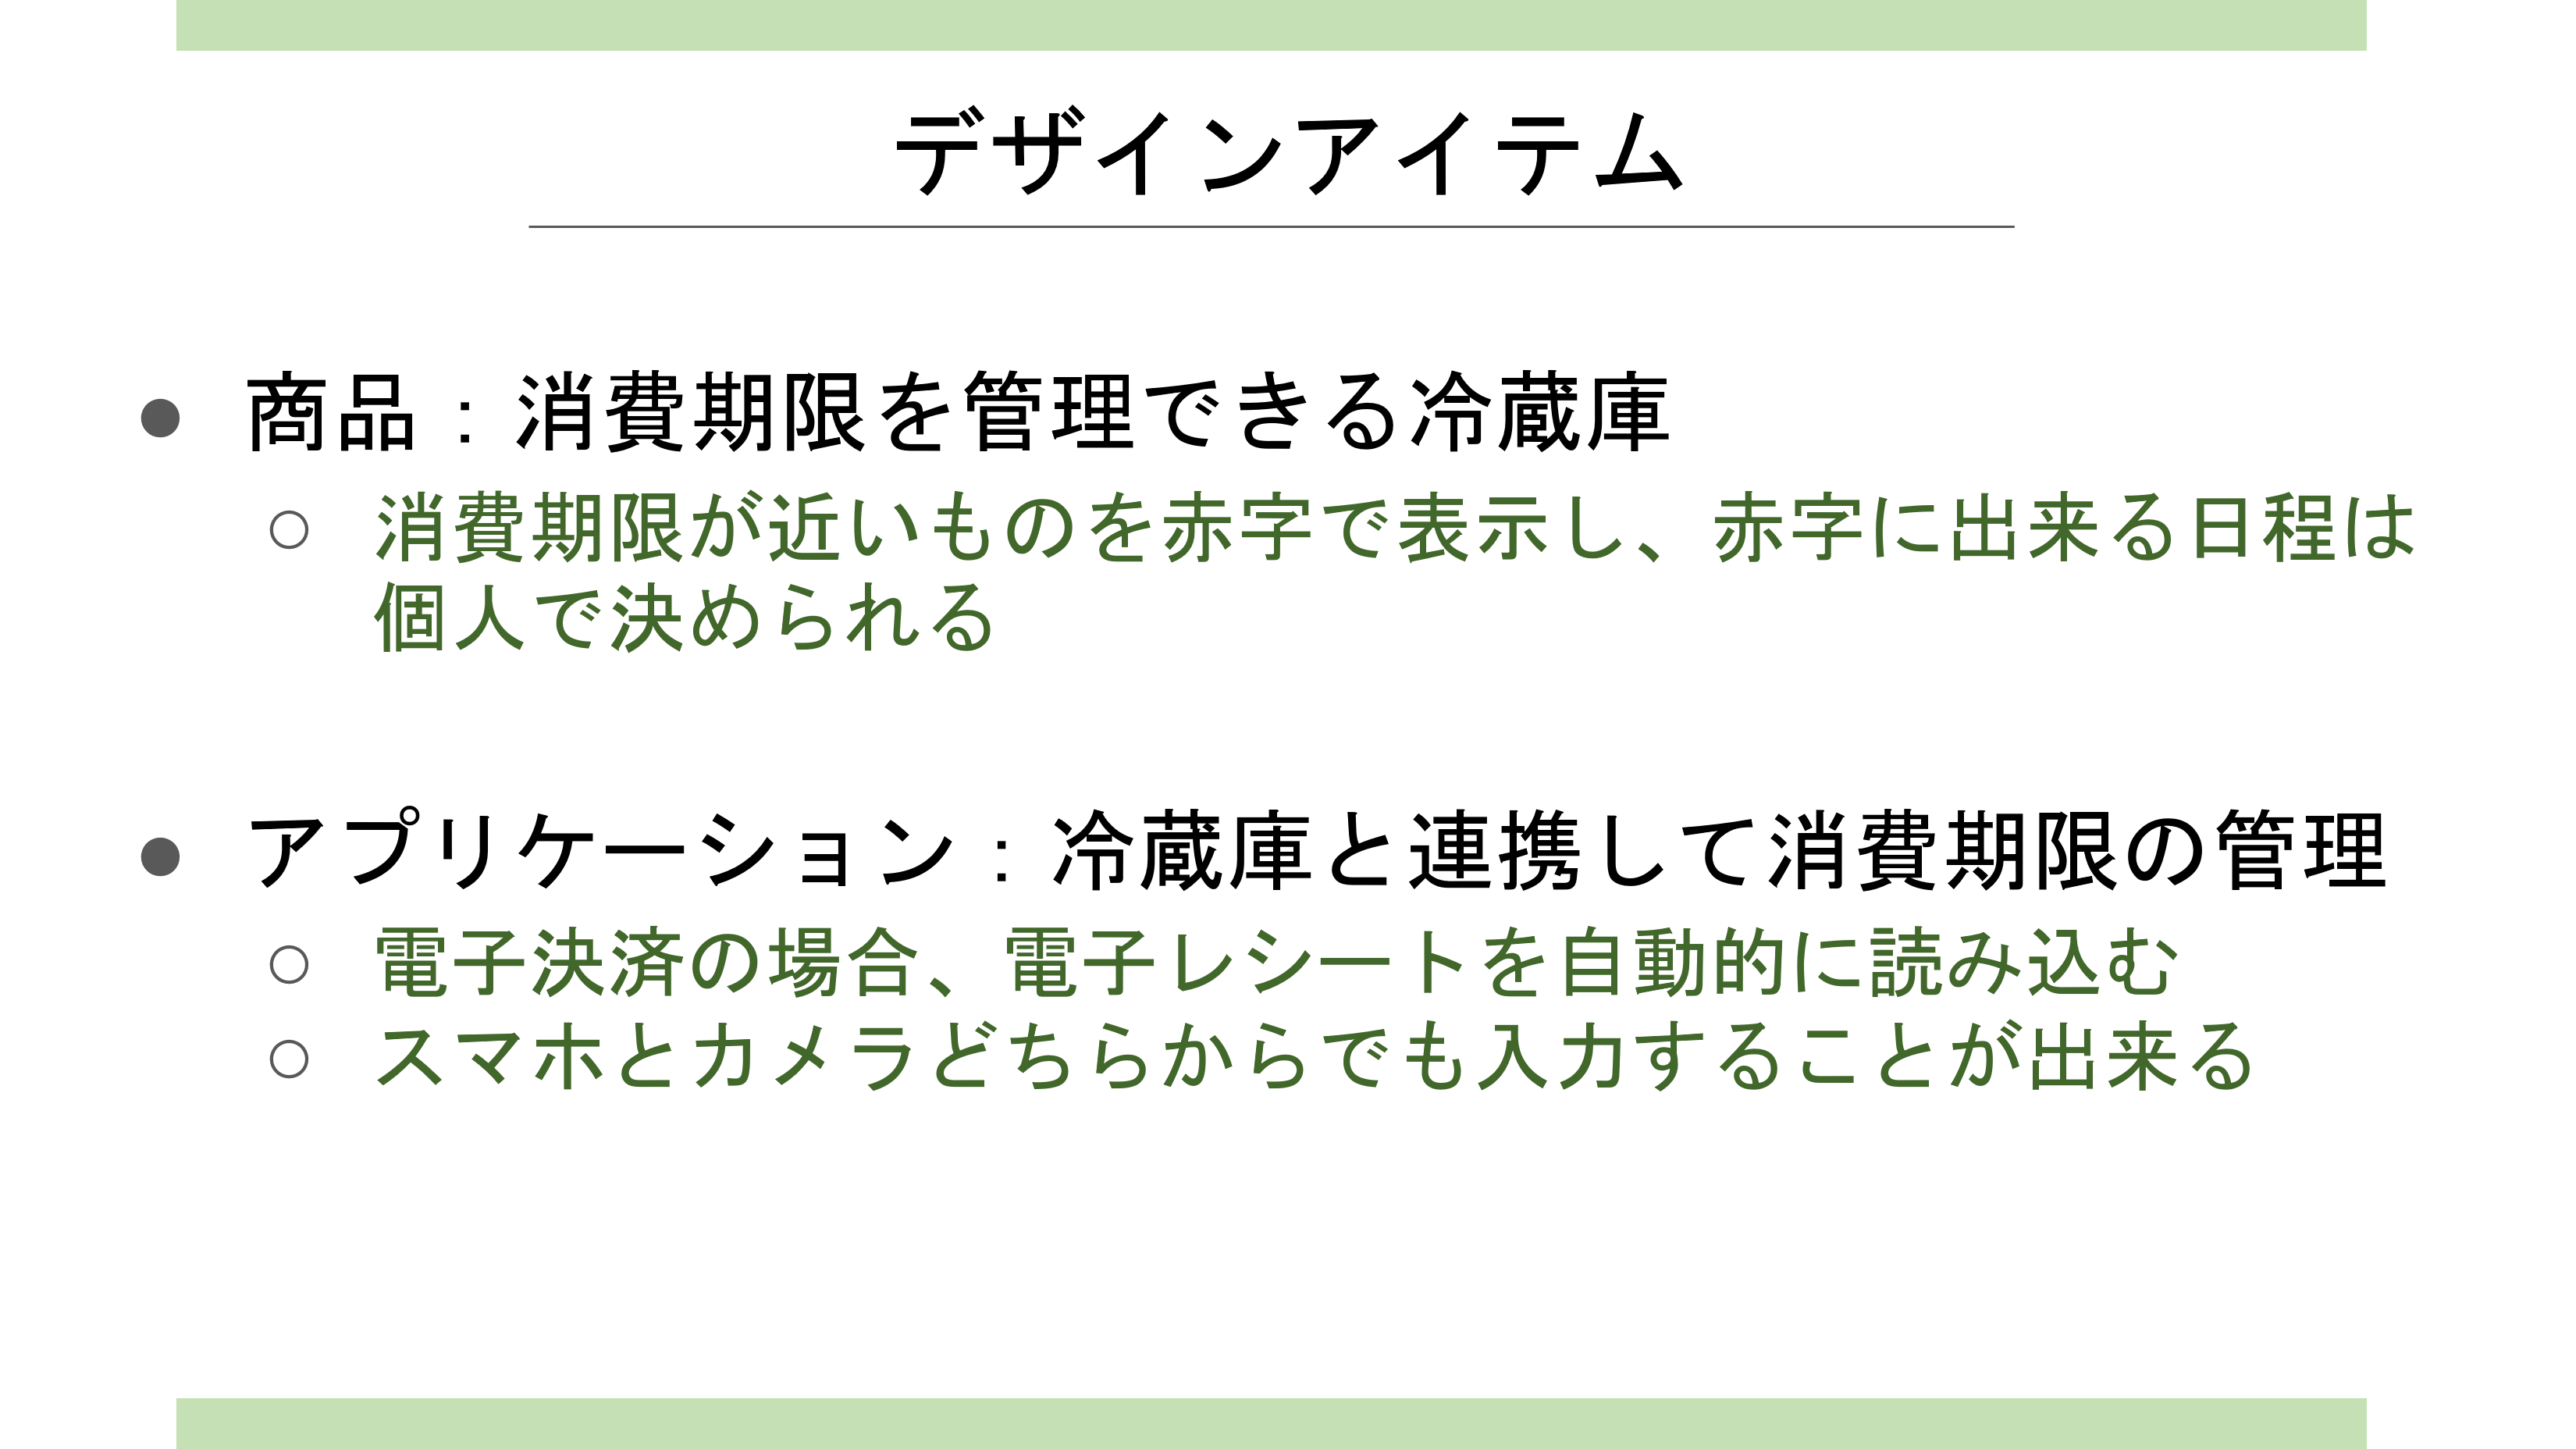 デザインアイテム
● 商品：消費期限を管理できる冷蔵庫
○ 消費期限が近いものを赤字で表示し、赤字に出来る日程は
個人で決められる
● アプリケーション：冷蔵庫と連携して消費期限の管理
○ 電子決済の場合、電子レシートを自動的に読み込む
○ スマホとカメラどちらからでも入力することが出来る